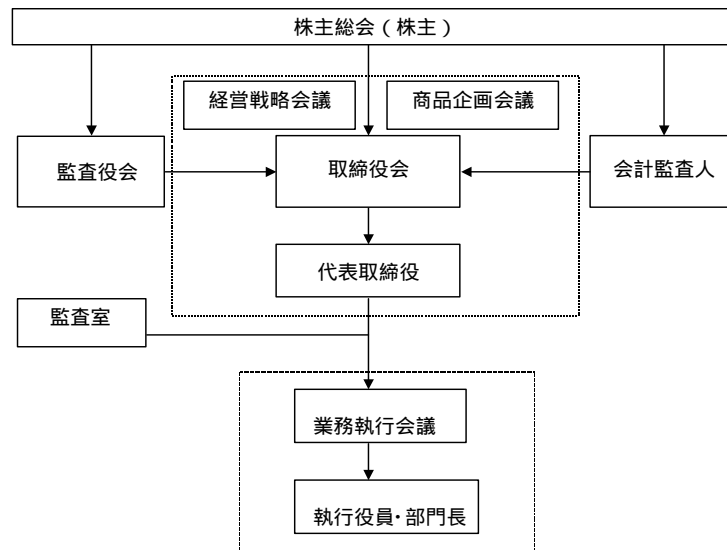 株主総会（株主）
経営戦略会議
商品企画会議
監査役会
取締役会
会計監査人
代表取締役
監査室
業務執行会議
執行役員・部門長